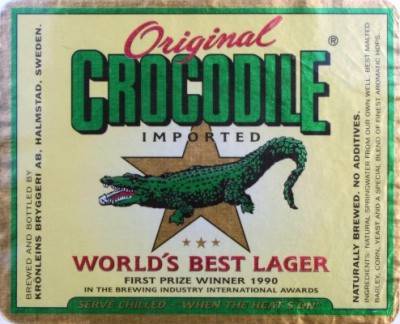 Original
CROCODILE ®
IMPORTED
WORLD'S BEST LAGER
FIRST PRIZE WINNER 1990
IN THE BREWING INDUSTRY INTERNATIONAL AWARDS
SERVE CHILLED - WHEN THE HEAT'S ON
BREWED AND BOTTLED BY
KRÖNLEINS BRYGGERI AB, HALMSTAD, SWEDEN.
NATURALLY BREWED. NO ADDITIVES.
INGREDIENTS: NATURAL SPRINGWATER FROM OUR OWN WELL. BEST MALTED
BARLEY, CORN, YEAST AND A SPECIAL BLEND OF FINEST AROMATIC HOPS.